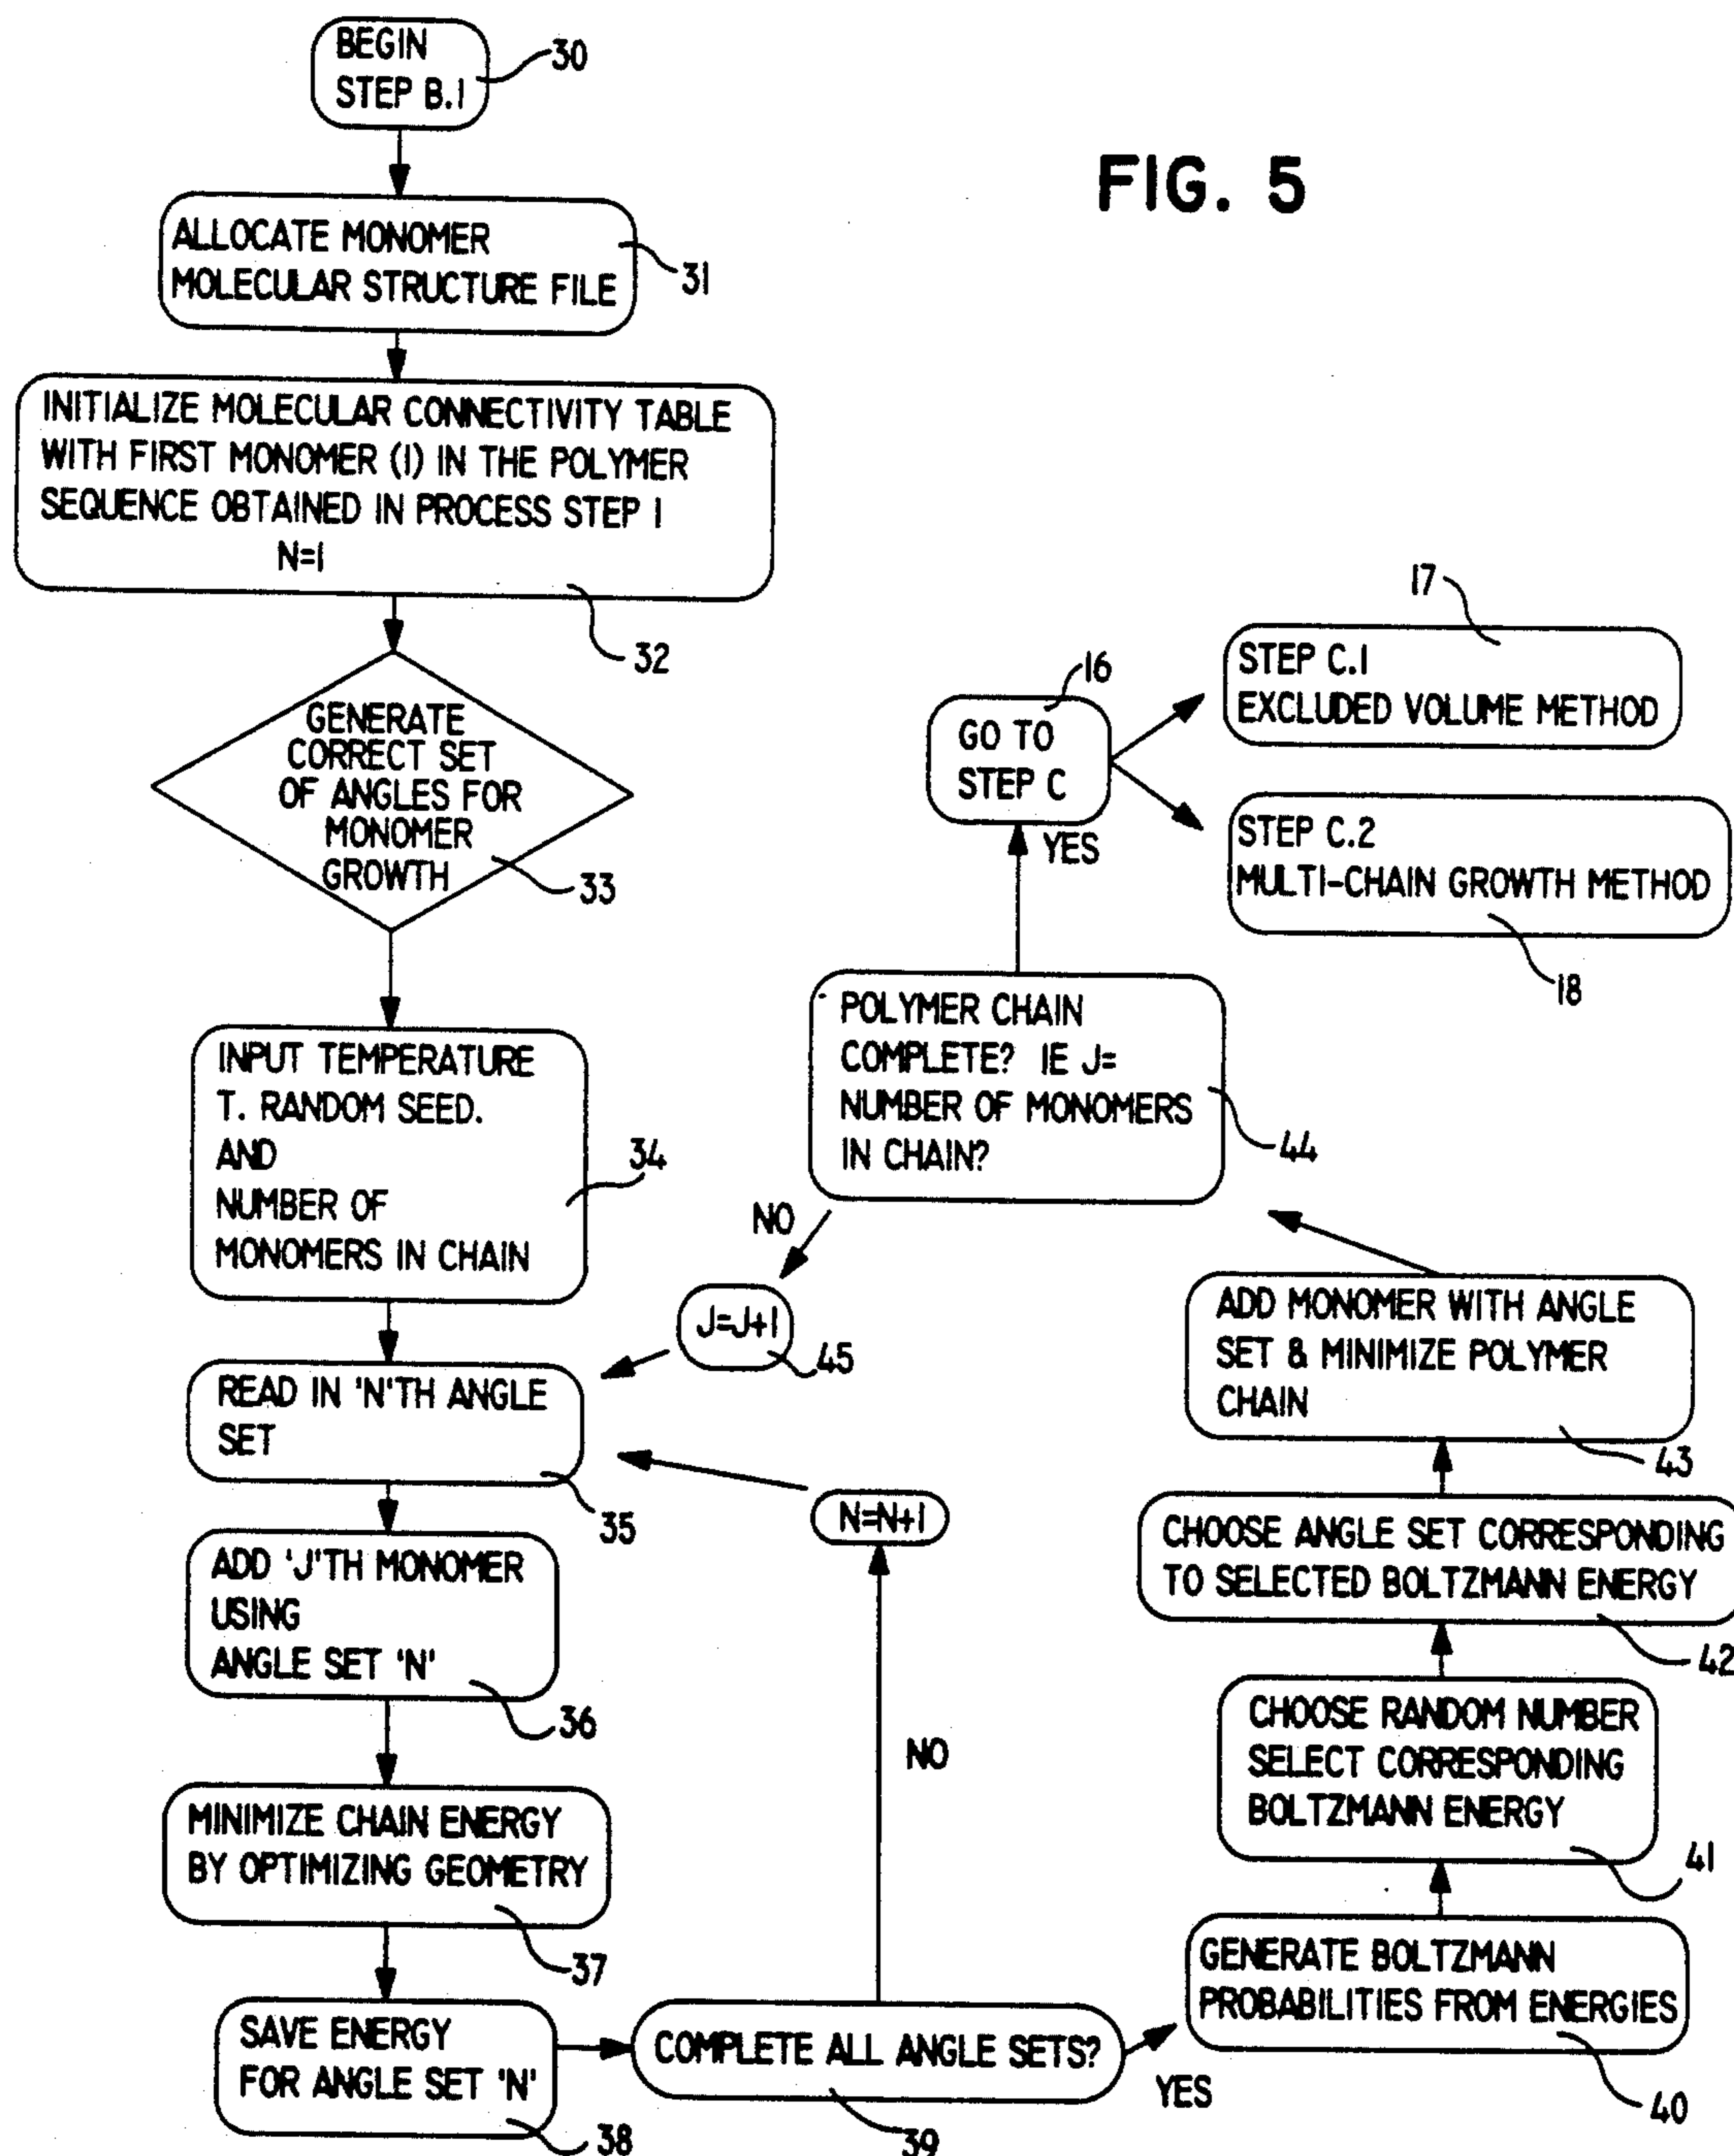 FIG. 5
BEGIN
STEP B.1
30
ALLOCATE MONOMER
MOLECULAR STRUCTURE FILE
31
INITIALIZE MOLECULAR CONNECTIVITY TABLE
WITH FIRST MONOMER (1) IN THE POLYMER
SEQUENCE OBTAINED IN PROCESS STEP 1
N=1
32
GENERATE
CORRECT SET
OF ANGLES FOR
MONOMER
GROWTH
33
INPUT TEMPERATURE
T. RANDOM SEED.
AND
NUMBER OF
MONOMERS IN CHAIN
34
READ IN 'N'TH ANGLE
SET
35
ADD 'J'TH MONOMER
USING
ANGLE SET 'N'
36
MINIMIZE CHAIN ENERGY
BY OPTIMIZING GEOMETRY
37
SAVE ENERGY
FOR ANGLE SET 'N'
38
COMPLETE ALL ANGLE SETS?
39
NO
N=N+1
YES
GENERATE BOLTZMANN
PROBABILITIES FROM ENERGIES
40
CHOOSE RANDOM NUMBER
SELECT CORRESPONDING
BOLTZMANN ENERGY
41
CHOOSE ANGLE SET CORRESPONDING
TO SELECTED BOLTZMANN ENERGY
42
ADD MONOMER WITH ANGLE
SET & MINIMIZE POLYMER
CHAIN
43
POLYMER CHAIN
COMPLETE? IE J=
NUMBER OF MONOMERS
IN CHAIN?
44
NO
J=J+1
45
YES
GO TO
STEP C
16
STEP C.1
EXCLUDED VOLUME METHOD
17
STEP C.2
MULTI-CHAIN GROWTH METHOD
18